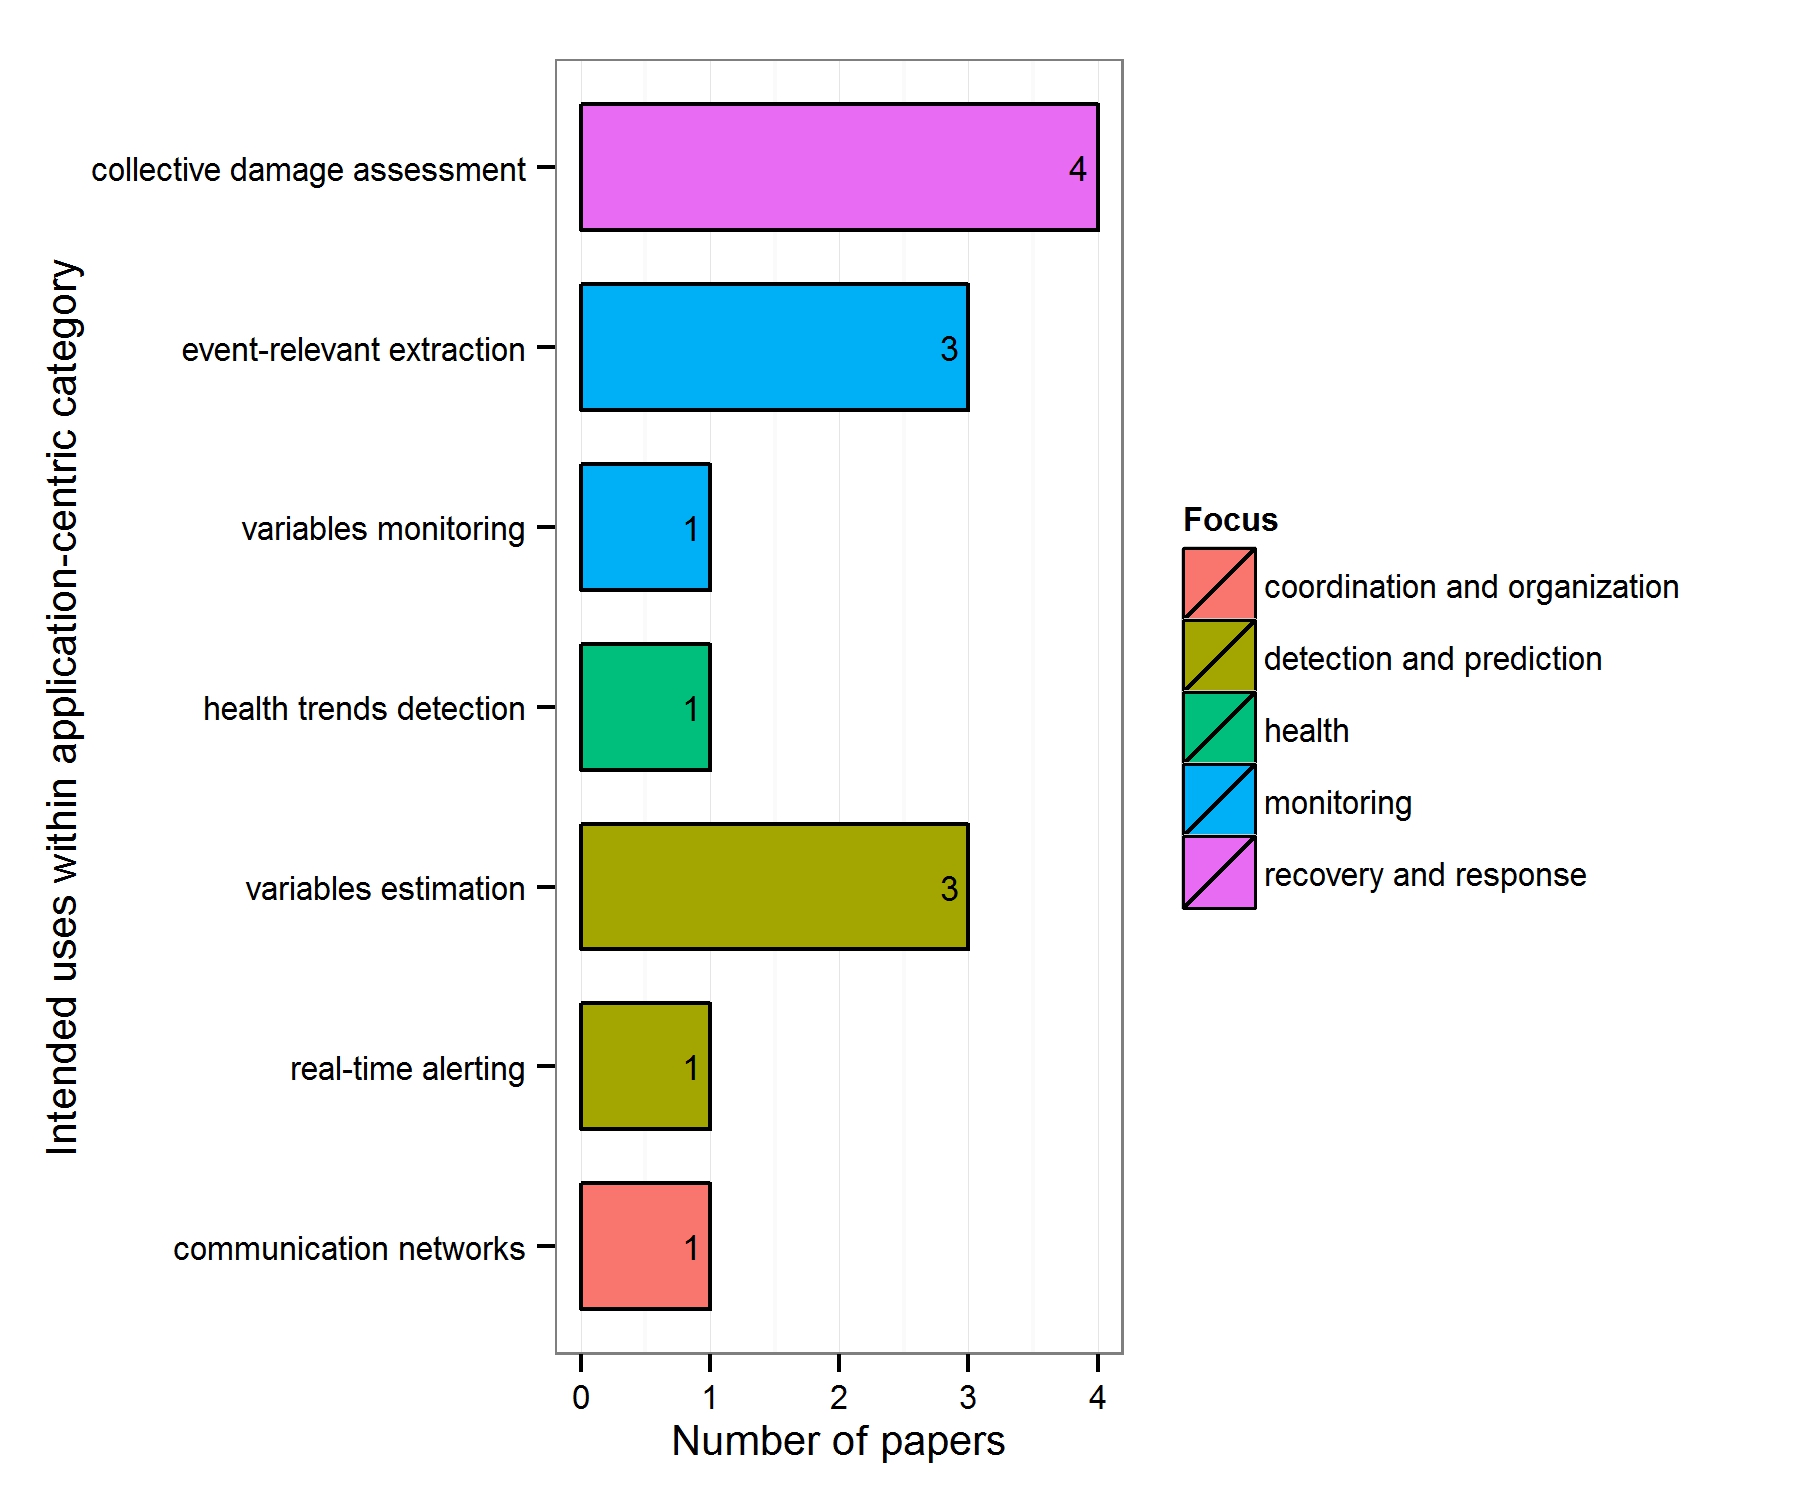 Intended uses within application-centric category
collective damage assessment
4
event-relevant extraction
3
variables monitoring
1
health trends detection
1
variables estimation
3
real-time alerting
1
communication networks
1
0 1 2 3 4
Number of papers
Focus
coordination and organization
detection and prediction
health
monitoring
recovery and response